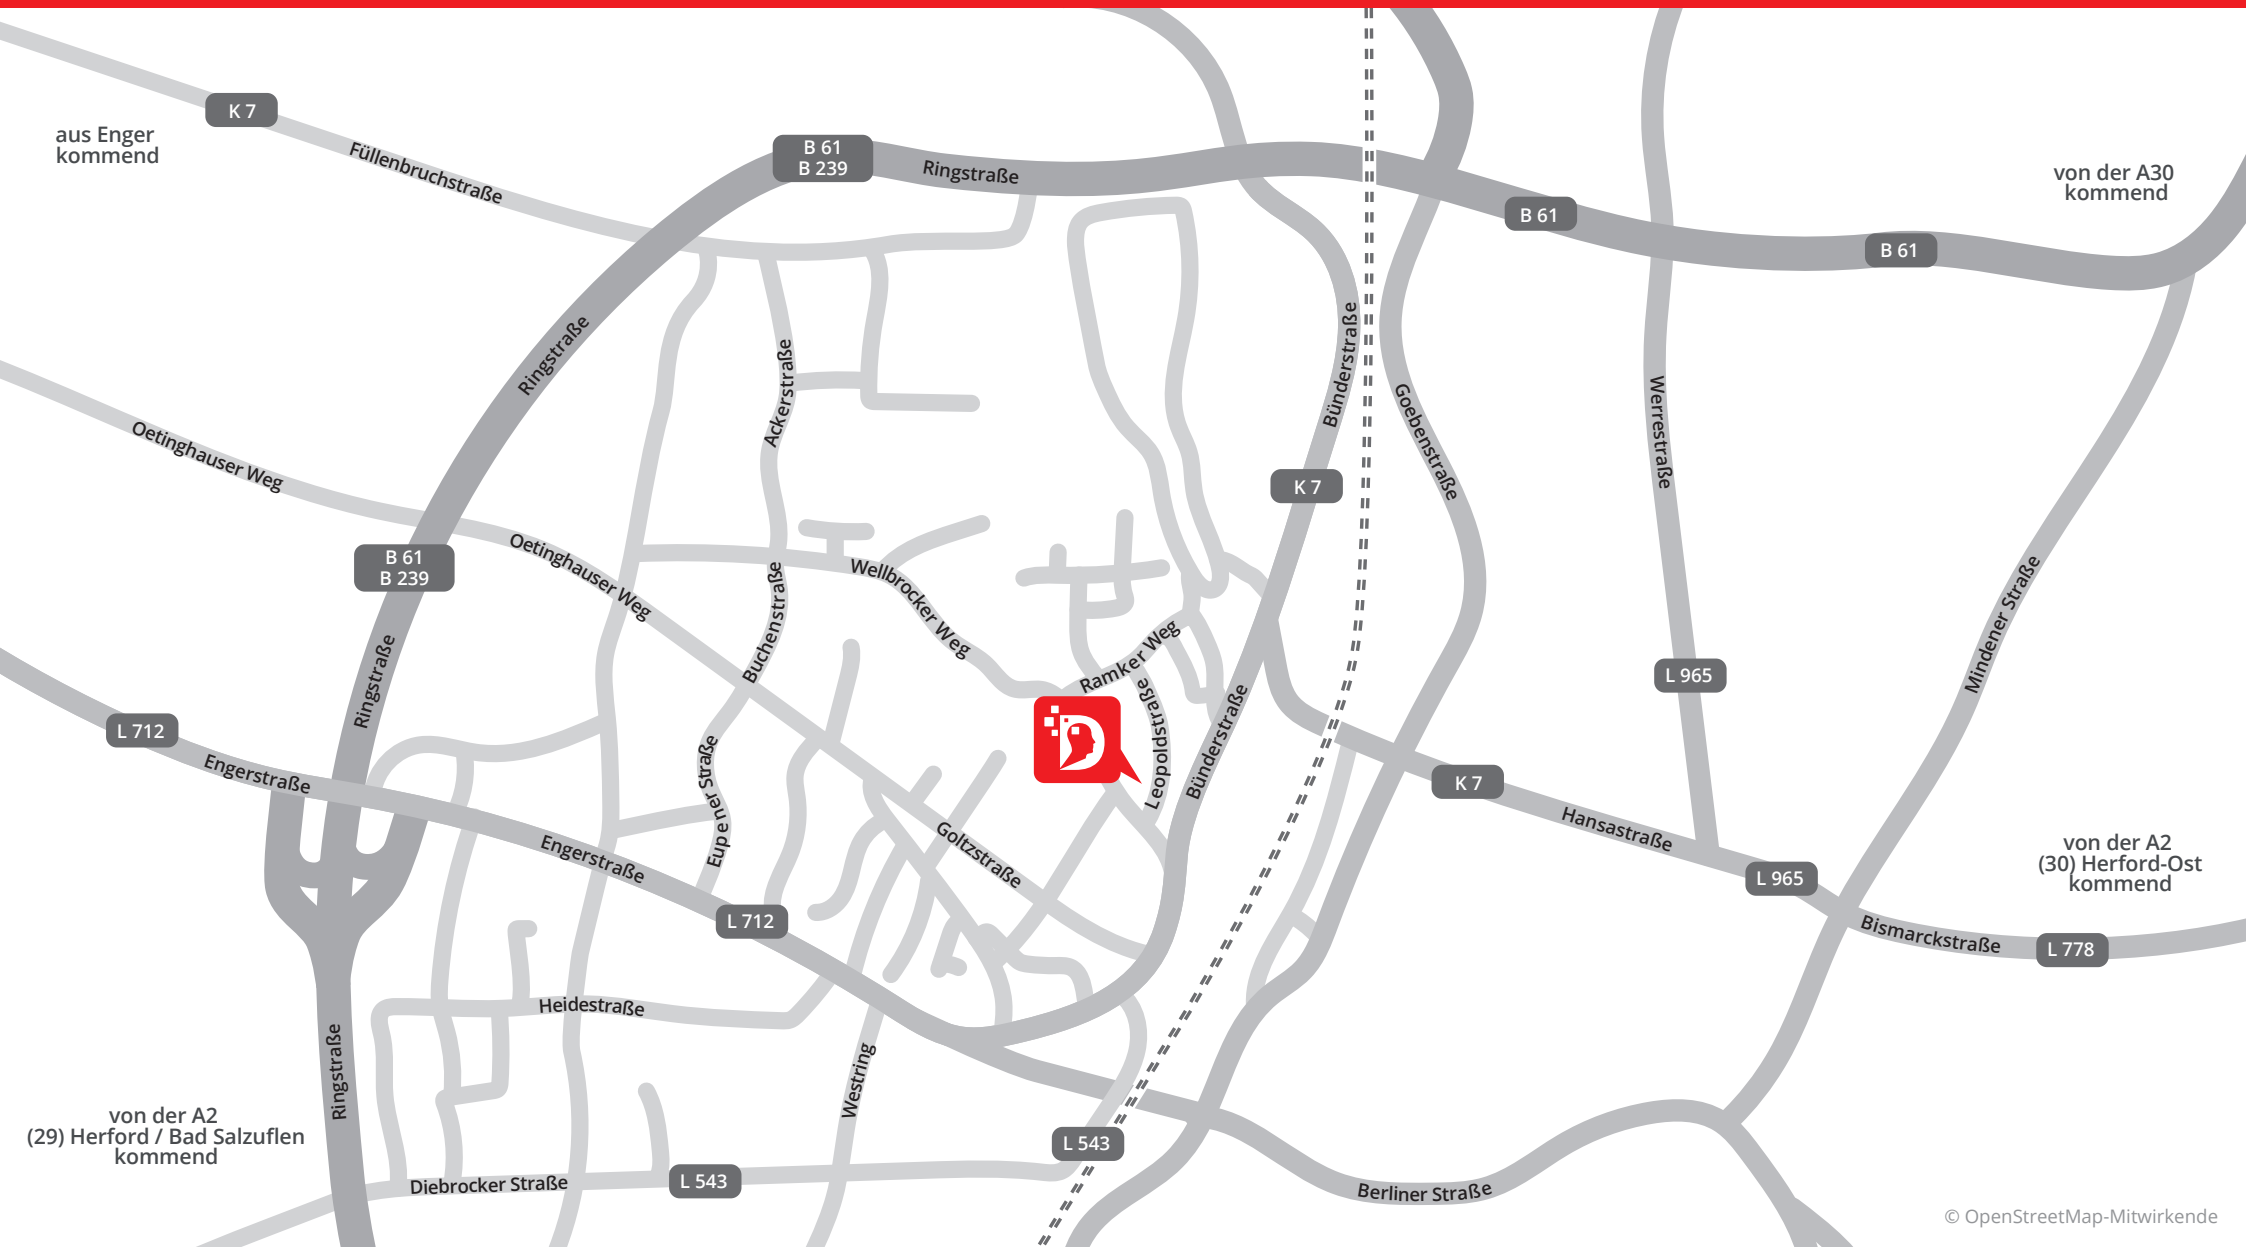 K 7
aus Enger
kommend
Füllenbruchstraße
B 61
B 239
Ringstraße
B 61
von der A30
kommend
B 61
Ringstraße
Ackerstraße
Bünderstraße
Goebenstraße
Werrestraße
Oetinghauser Weg
K 7
Oetinghauser Weg
B 61
B 239
Wellbrocker Weg
Buchenstraße
Mindener Straße
Ringstraße
Ramker Weg
L 965
Leopoldstraße
Bünderstraße
L 712
Engerstraße
Eupener Straße
D
K 7
Hansastraße
Engerstraße
Goltzstraße
von der A2
(30) Herford-Ost
kommend
L 965
L 712
Bismarckstraße
L 778
Heidestraße
Ringstraße
Westring
von der A2
(29) Herford / Bad Salzuflen
kommend
L 543
Diebrocker Straße
L 543
Berliner Straße
© OpenStreetMap-Mitwirkende